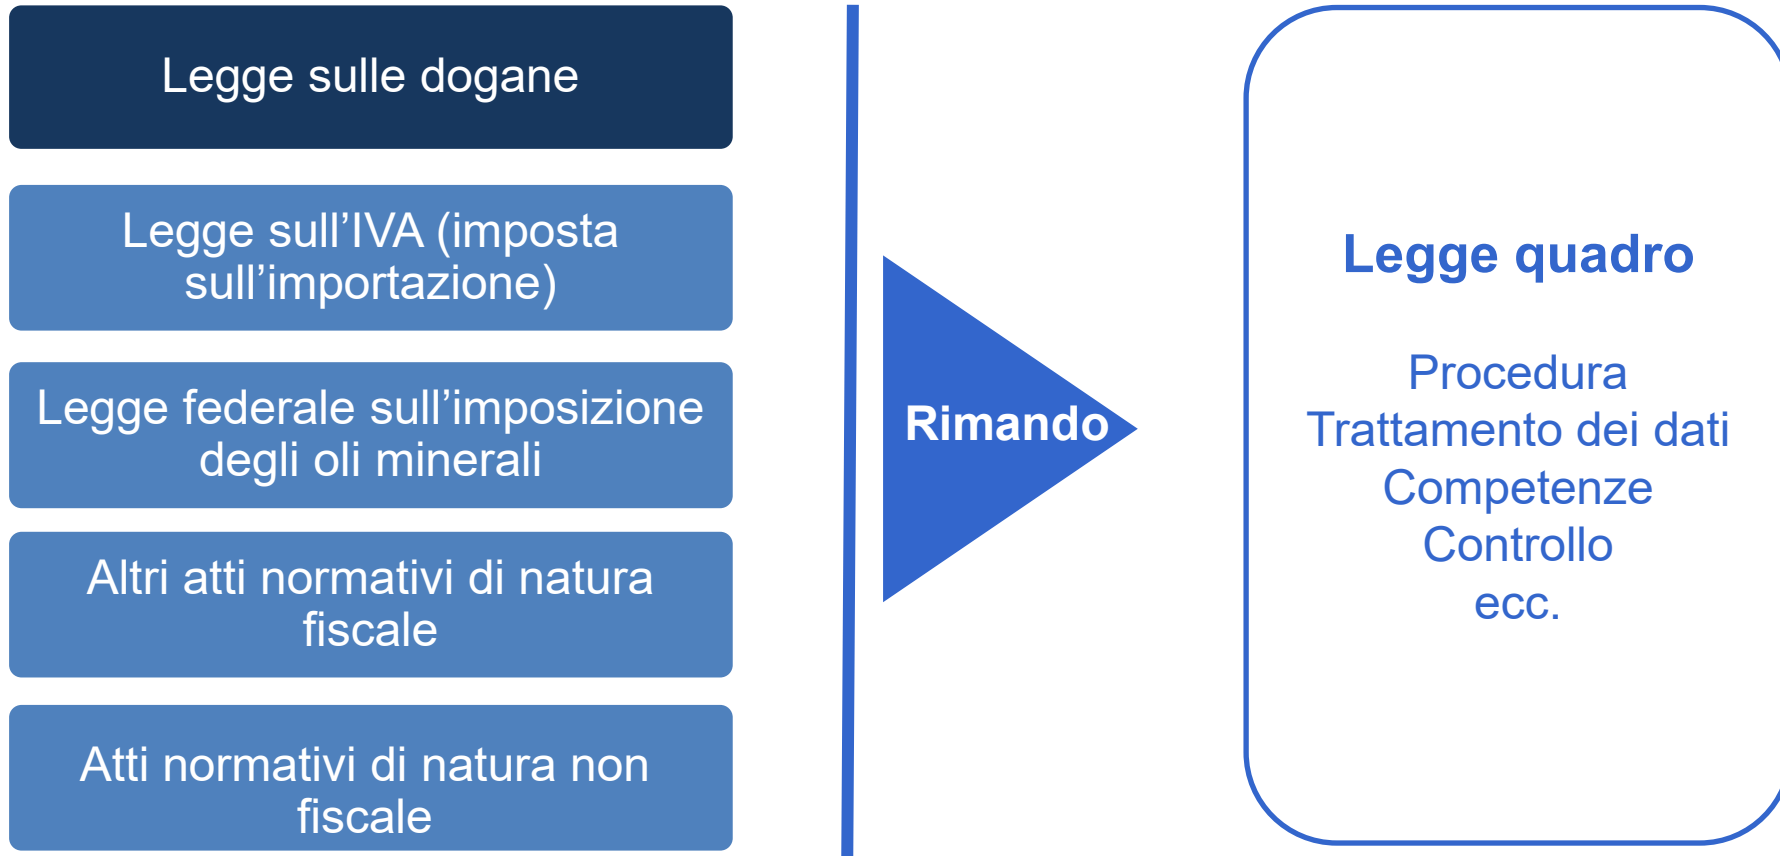 Legge sulle dogane
Legge sull’IVA (imposta
sull’importazione)
Legge federale sull’imposizione
degli oli minerali
Altri atti normativi di natura
fiscale
Atti normativi di natura non
fiscale
Rimando
Legge quadro
Procedura
Trattamento dei dati
Competenze
Controllo
ecc.